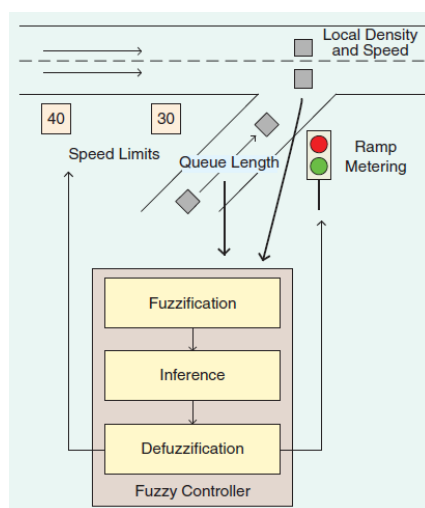 Local Density
and Speed
40
30
Speed Limits
Queue Length
Ramp
Metering
Fuzzification
Inference
Defuzzification
Fuzzy Controller